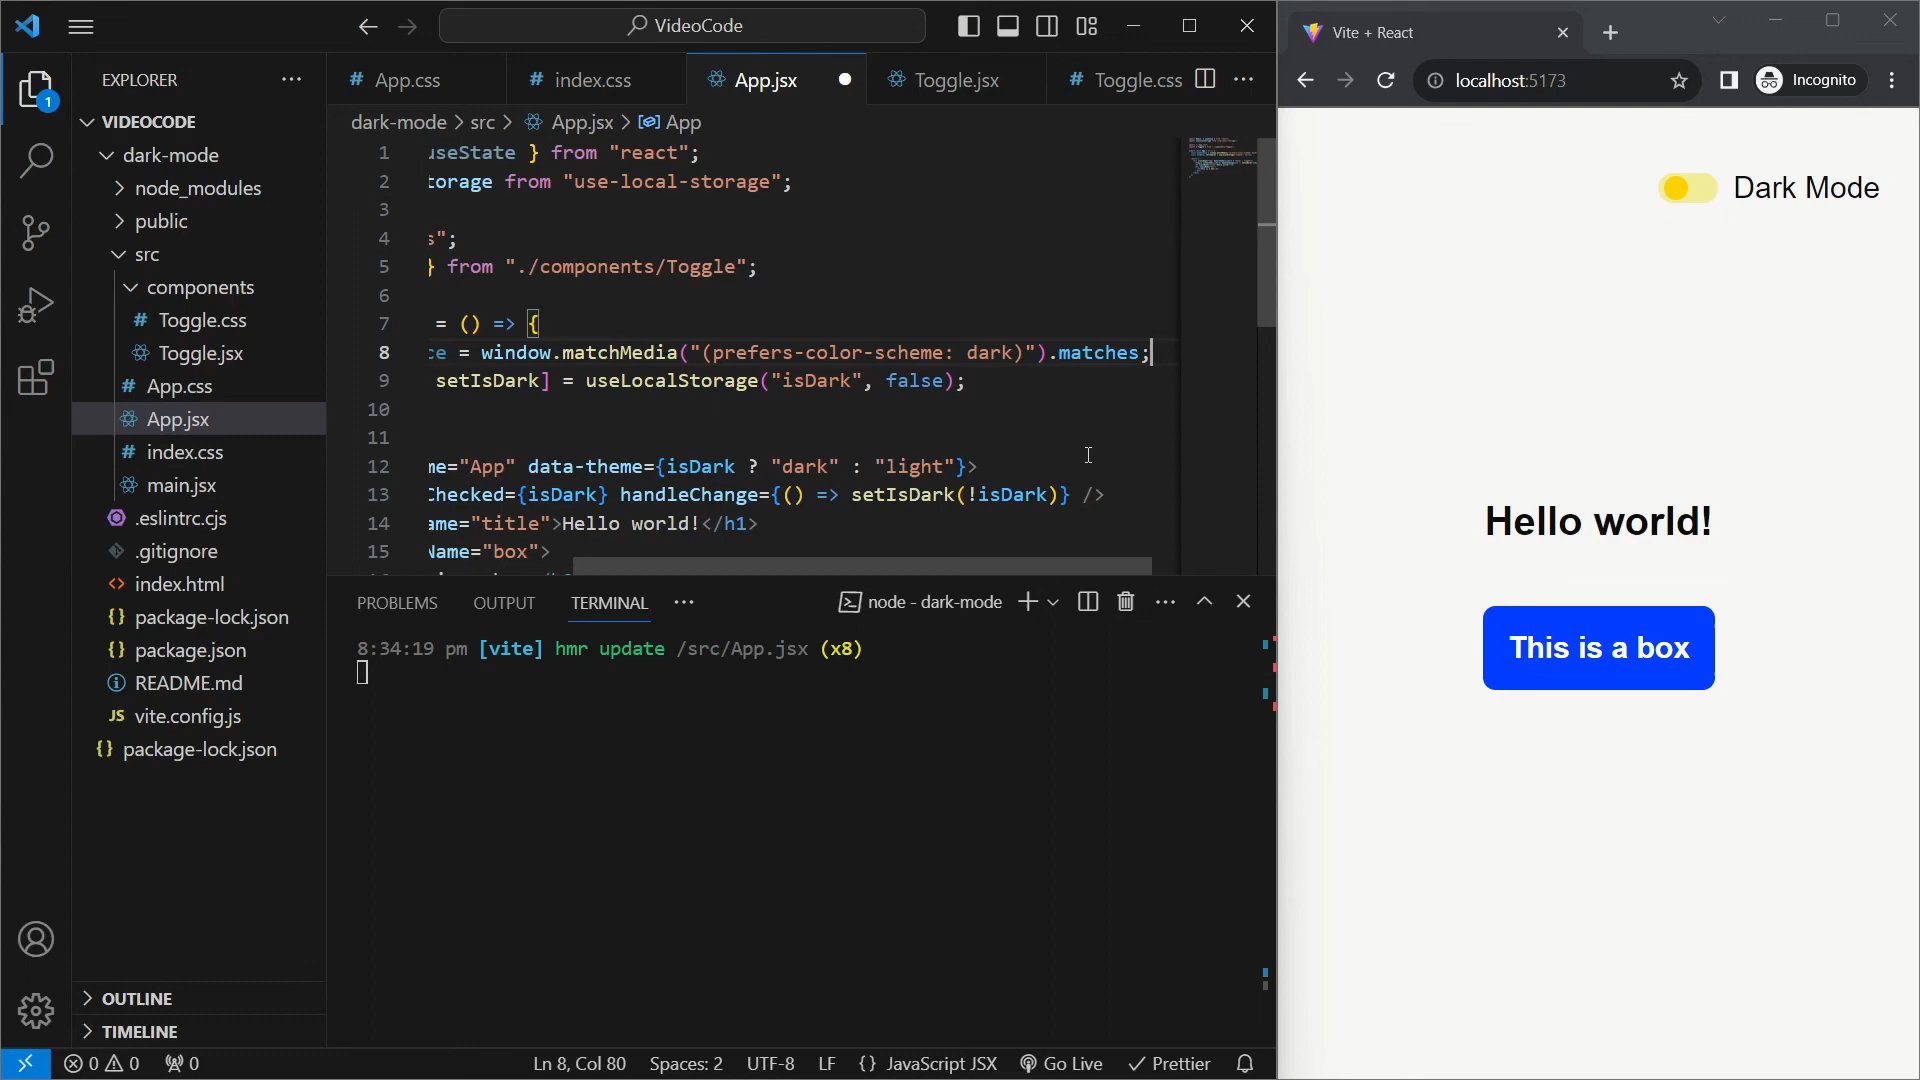 VideoCode
EXPLORER
VIDEOCODE
dark-mode
node_modules
public
src
components
Toggle.css
Toggle.jsx
App.css
App.jsx
index.css
main.jsx
.eslintrc.cjs
.gitignore
index.html
package-lock.json
package.json
README.md
vite.config.js
package-lock.json
OUTLINE
TIMELINE
App.css
index.css
App.jsx
Toggle.jsx
Toggle.css
dark-mode > src > App.jsx > App
1 useState } from "react";
2 torage from "use-local-storage";
3
4 s";
5 } from "./components/Toggle";
6
7 = () => {
8 ce = window.matchMedia("(prefers-color-scheme: dark)").matches;
9 setIsDark] = useLocalStorage("isDark", false);
10
11
12 me="App" data-theme={isDark ? "dark" : "light"}>
13 Checked={isDark} handleChange={() => setIsDark(!isDark)} />
14 ame="title">Hello world!</h1>
15 Name="box">
PROBLEMS OUTPUT TERMINAL
node - dark-mode
8:34:19 pm [vite] hmr update /src/App.jsx (x8)
0 0 0
Ln 8, Col 80 Spaces: 2 UTF-8 LF {} JavaScript JSX Go Live Prettier
Vite + React
localhost:5173
Incognito
Dark Mode
Hello world!
This is a box